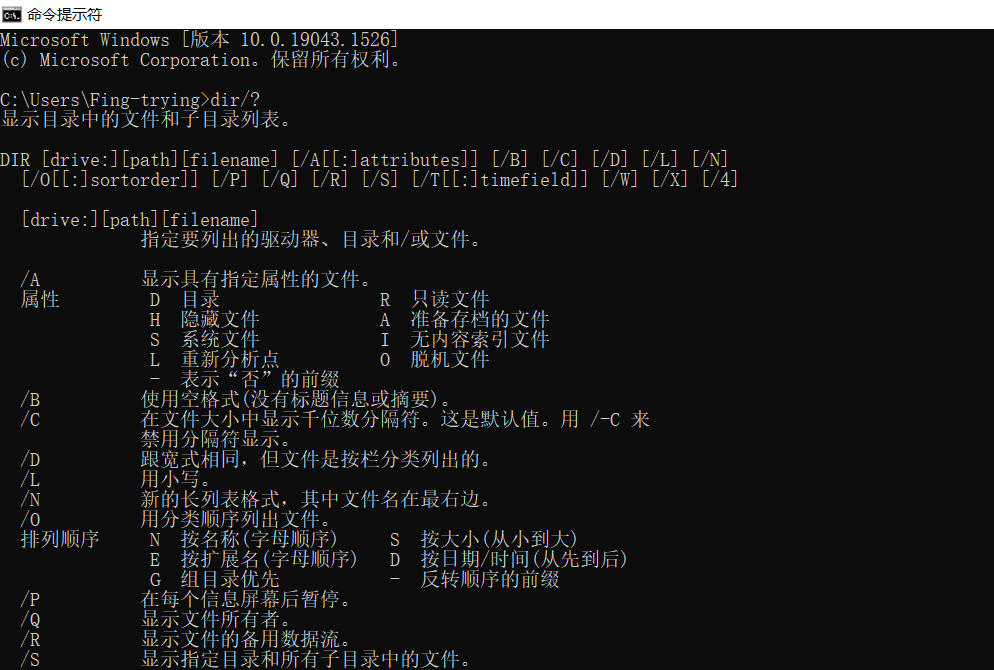 命令提示符
Microsoft Windows [版本 10.0.19043.1526]
(c) Microsoft Corporation。保留所有权利。
C:\Users\Fing-trying>dir/?
显示目录中的文件和子目录列表。
DIR [drive:][path][filename] [/A[[:]attributes]] [/B] [/C] [/D] [/L] [/N]
[/O[[:]sortorder]] [/P] [/Q] [/R] [/S] [/T[[:]timefield]] [/W] [/X] [/4]
[drive:][path][filename]
指定要列出的驱动器、目录和/或文件。
/A 显示具有指定属性的文件。
属性 D 目录 R 只读文件
H 隐藏文件 A 准备存档的文件
S 系统文件 I 无内容索引文件
L 重新分析点 O 脱机文件
- 表示“否”的前缀
/B 使用空格式(没有标题信息或摘要)。
/C 在文件大小中显示千位数分隔符。这是默认值。用 /-C 来
禁用分隔符显示。
/D 跟宽式相同，但文件是按栏分类列出的。
/L 用小写。
/N 新的长列表格式，其中文件名在最右边。
/O 用分类顺序列出文件。
排列顺序 N 按名称(字母顺序) S 按大小(从小到大)
E 按扩展名(字母顺序) D 按日期/时间(从先到后)
G 组目录优先 - 反转顺序的前缀
/P 在每个信息屏幕后暂停。
/Q 显示文件所有者。
/R 显示文件的备用数据流。
/S 显示指定目录和所有子目录中的文件。